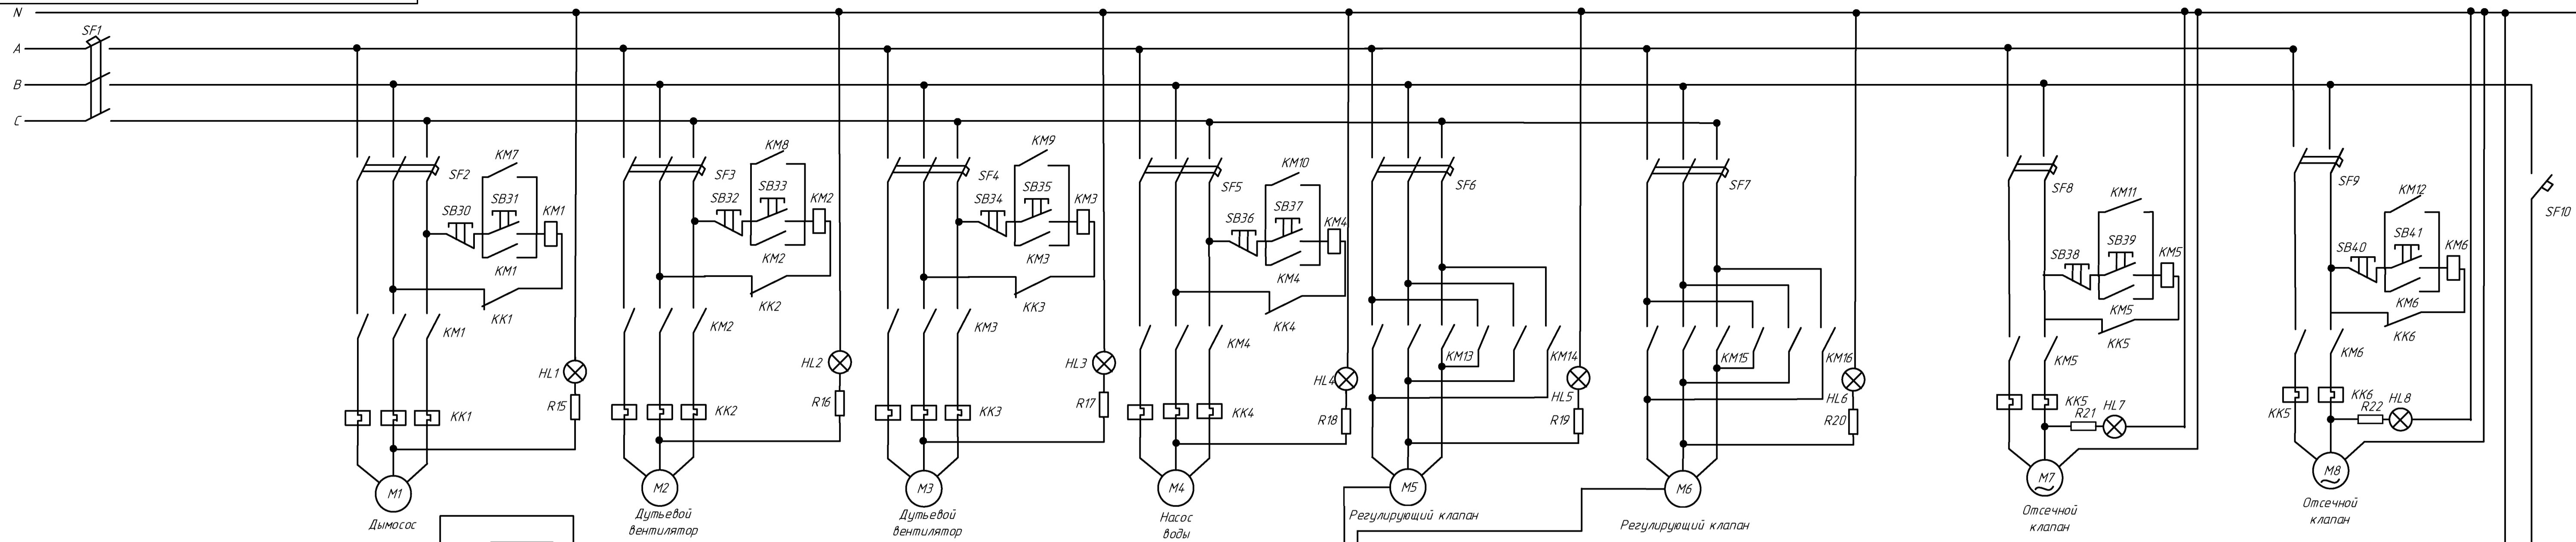 N
SF1
A
B
C
KM7
SF2
SB30
SB31
KM1
KM1
KK1
KM1
HL1
R15
KK1
M1
Дымосос
KM8
SF3
SB32
SB33
KM2
KM2
KK2
KM2
HL2
R16
KK2
M2
Дутьевой
вентилятор
KM9
SF4
SB34
SB35
KM3
KM3
KK3
KM3
HL3
R17
KK3
M3
Дутьевой
вентилятор
KM10
SF5
SB36
SB37
KM4
KM4
KK4
KM4
HL4
R18
KK4
M4
Насос
воды
SF6
KM13
KM14
HL5
R19
M5
Регулирующий клапан
SF7
KM15
KM16
HL6
R20
M6
Регулирующий клапан
SF8
KM11
SB38
SB39
KM5
KM5
KK5
KM5
KK5
R21
HL7
M7
Отсечной
клапан
SF9
KM12
SB40
SB41
KM6
KM6
KK6
KM6
KK5
KK6
R22
HL8
M8
Отсечной
клапан
SF10